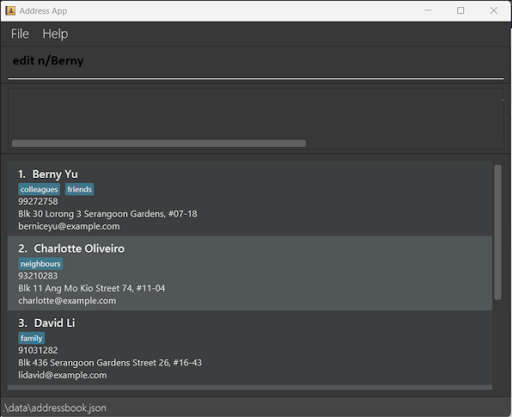 Address App
File Help
edit n/Berny
1. Berny Yu
colleagues friends
99272758
Blk 30 Lorong 3 Serangoon Gardens, #07-18
berniceyu@example.com
2. Charlotte Oliveiro
neighbours
93210283
Blk 11 Ang Mo Kio Street 74, #11-04
charlotte@example.com
3. David Li
family
91031282
Blk 436 Serangoon Gardens Street 26, #16-43
lidavid@example.com
.\data\addressbook.json